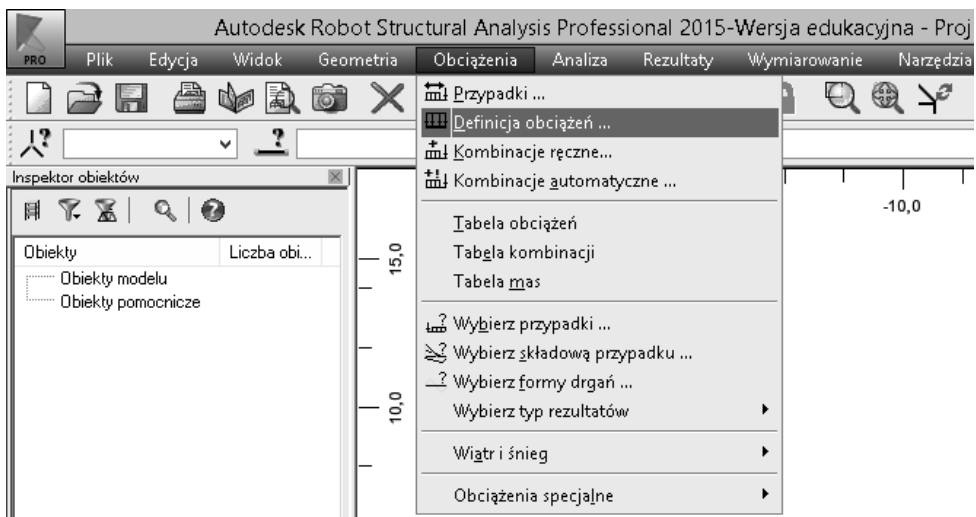 Autodesk Robot Structural Analysis Professional 2015-Wersja edukacyjna - Proj
PRO
Plik Edycja Widok Geometria Obciążenia Analiza Rezultaty Wymiarowanie Narzędzia
Przypadki ...
Definicja obciążeń ...
Kombinacje ręczne...
Kombinacje automatyczne ...
Tabela obciążeń
Tabela kombinacji
Tabela mas
Wybierz przypadki ...
Wybierz składową przypadku ...
Wybierz formy drgań ...
Wybierz typ rezultatów
Wiatr i śnieg
Obciążenia specjalne
Inspektor obiektów
Obiekty Liczba obi...
Obiekty modelu
Obiekty pomocnicze
15,0
10,0
-10,0